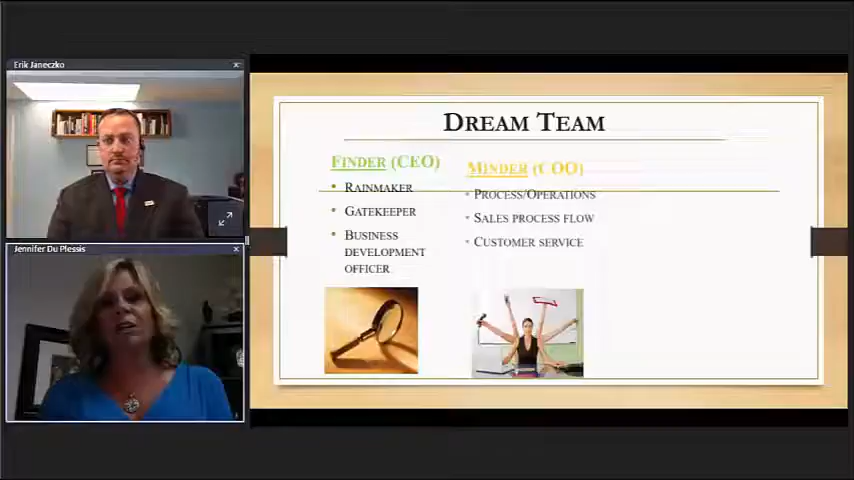 Erik Janeczko
Jennifer Du Plessis
DREAM TEAM
FINDER (CEO)
• RAINMAKER
• GATEKEEPER
• BUSINESS
DEVELOPMENT
OFFICER
MINDER (COO)
• PROCESS/OPERATIONS
• SALES PROCESS FLOW
• CUSTOMER SERVICE